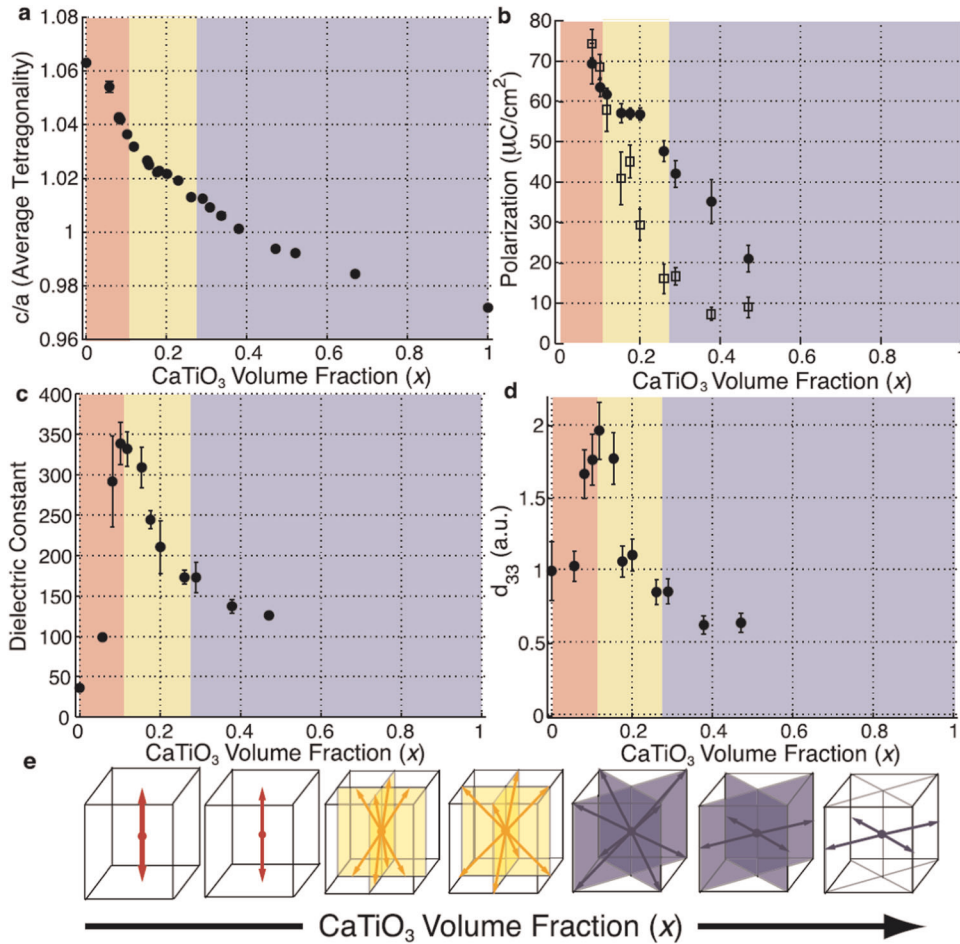 a
c/a (Average Tetragonality)
1.08
1.06
1.04
1.02
1
0.98
0.96
0 0.2 0.4 0.6 0.8 1
CaTiO3 Volume Fraction (x)
b
Polarization (µC/cm2)
80
70
60
50
40
30
20
10
0
0 0.2 0.4 0.6 0.8 1
CaTiO3 Volume Fraction (x)
c
Dielectric Constant
400
350
300
250
200
150
100
50
0
0 0.2 0.4 0.6 0.8 1
CaTiO3 Volume Fraction (x)
d
d33 (a.u.)
2
1.5
1
0.5
0
0 0.2 0.4 0.6 0.8 1
CaTiO3 Volume Fraction (x)
e
CaTiO3 Volume Fraction (x)